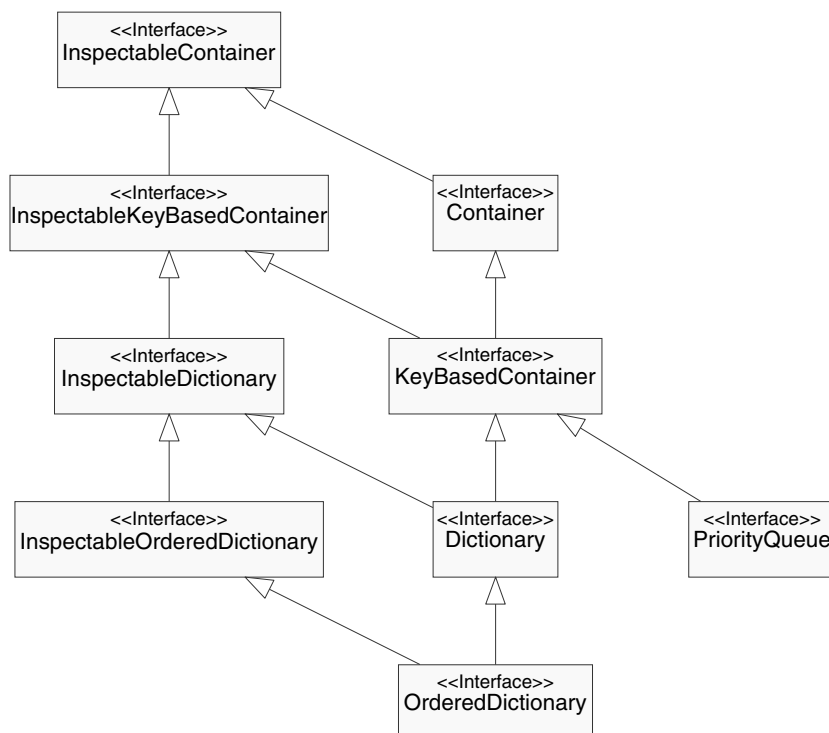 <<Interface>>
InspectableContainer
<<Interface>>
InspectableKeyBasedContainer
<<Interface>>
Container
<<Interface>>
InspectableDictionary
<<Interface>>
KeyBasedContainer
<<Interface>>
InspectableOrderedDictionary
<<Interface>>
Dictionary
<<Interface>>
PriorityQueue
<<Interface>>
OrderedDictionary